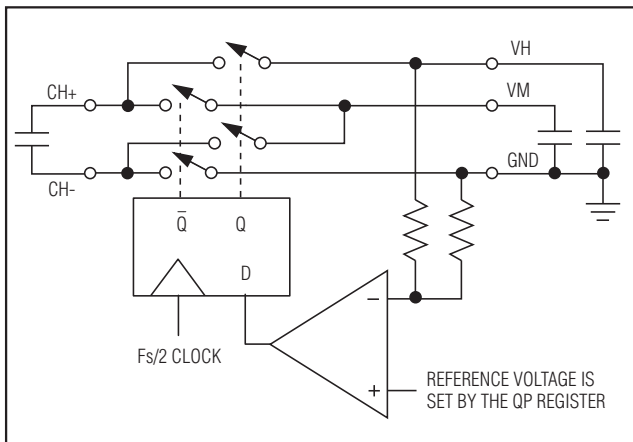 VH
CH+
VM
CH-
GND
Q̅ Q
D
Fs/2 CLOCK
−
+
REFERENCE VOLTAGE IS
SET BY THE QP REGISTER